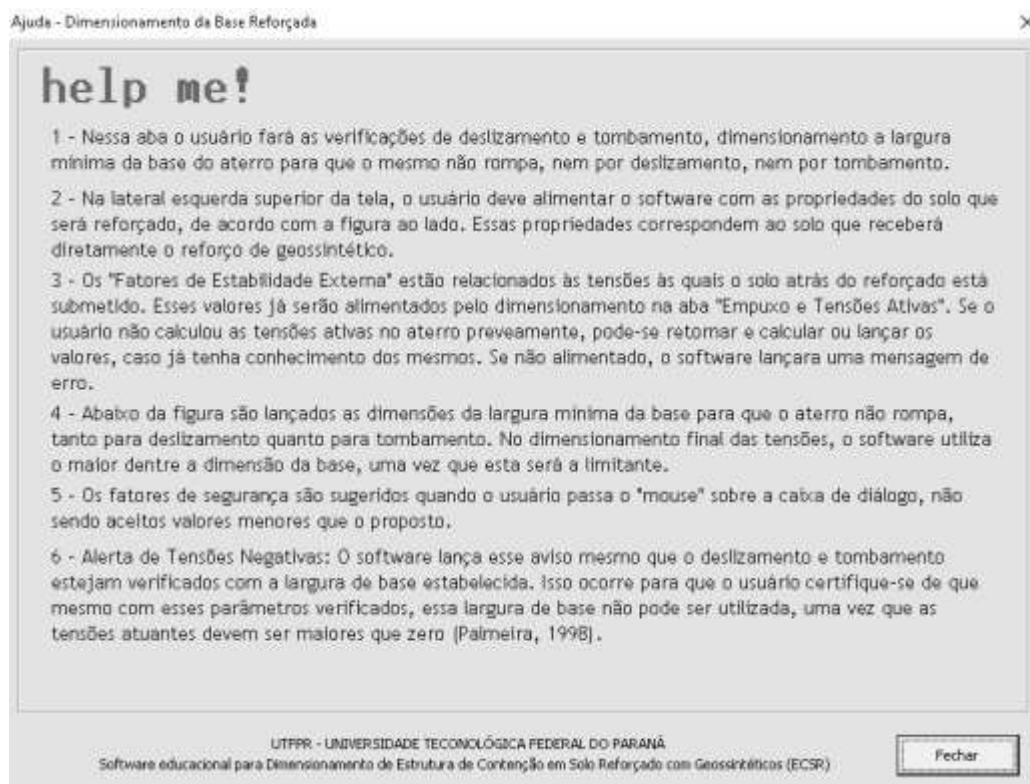 Ajuda - Dimensionamento da Base Reforçada
help me!
1 - Nessa aba o usuário fará as verificações de deslizamento e tombamento, dimensionamento a largura
mínima da base do aterro para que o mesmo não rompa, nem por deslizamento, nem por tombamento.
2 - Na lateral esquerda superior da tela, o usuário deve alimentar o software com as propriedades do solo que
será reforçado, de acordo com a figura ao lado. Essas propriedades correspondem ao solo que receberá
diretamente o reforço de geossintético.
3 - Os "Fatores de Estabilidade Externa" estão relacionados às tensões às quais o solo atrás do reforçado está
submetido. Esses valores já serão alimentados pelo dimensionamento na aba "Empuxo e Tensões Ativas". Se o
usuário não calculou as tensões ativas no aterro preveamente, pode-se retornar e calcular ou lançar os
valores, caso já tenha conhecimento dos mesmos. Se não alimentado, o software lançara uma mensagem de
erro.
4 - Abaixo da figura são lançados as dimensões da largura mínima da base para que o aterro não rompa,
tanto para deslizamento quanto para tombamento. No dimensionamento final das tensões, o software utiliza
o maior dentre a dimensão da base, uma vez que esta será a limitante.
5 - Os fatores de segurança são sugeridos quando o usuário passa o "mouse" sobre a caixa de diálogo, não
sendo aceitos valores menores que o proposto.
6 - Alerta de Tensões Negativas: O software lança esse aviso mesmo que o deslizamento e tombamento
estejam verificados com a largura de base estabelecida. Isso ocorre para que o usuário certifique-se de que
mesmo com esses parâmetros verificados, essa largura de base não pode ser utilizada, uma vez que as
tensões atuantes devem ser maiores que zero (Palmeira, 1998).
UTFPR - UNIVERSIDADE TECONOLÓGICA FEDERAL DO PARANÁ
Software educacional para Dimensionamento de Estrutura de Contenção em Solo Reforçado com Geossintéticos (ECSR)
Fechar